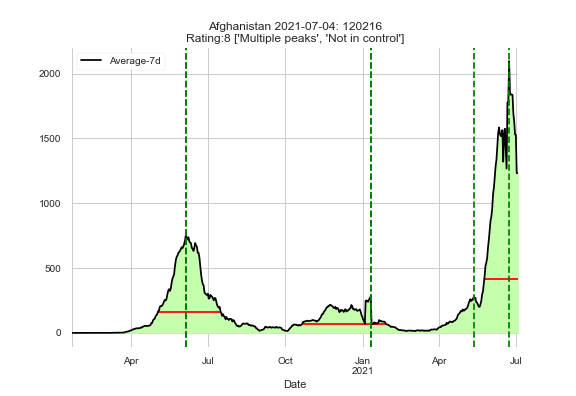 Afghanistan 2021-07-04: 120216
Rating:8 ['Multiple peaks', 'Not in control']
Average-7d
2000
1500
1000
500
0
Apr
Jul
Oct
Jan
2021
Apr
Jul
Date